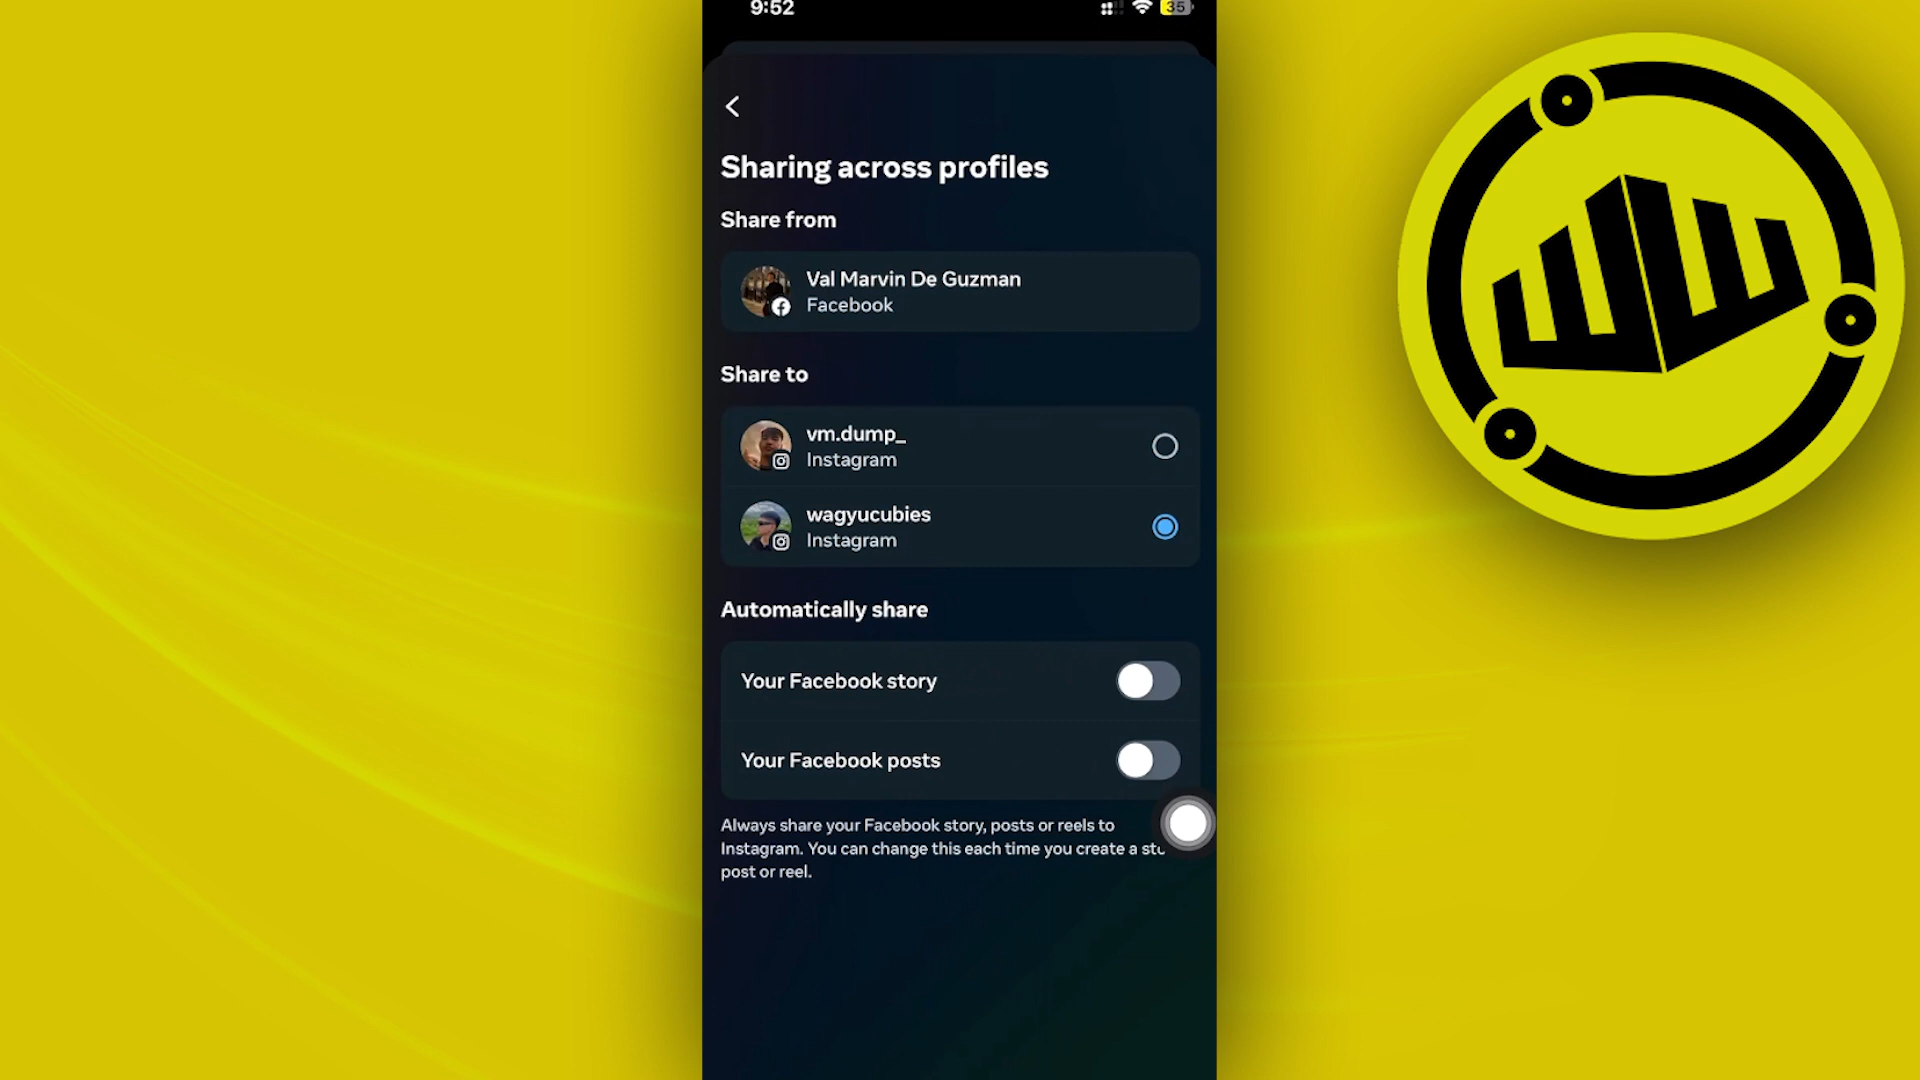 9:52
35
Sharing across profiles
Share from
Val Marvin De Guzman
Facebook
Share to
vm.dump_
Instagram
wagyucubies
Instagram
Automatically share
Your Facebook story
Your Facebook posts
Always share your Facebook story, posts or reels to
Instagram. You can change this each time you create a
post or reel.